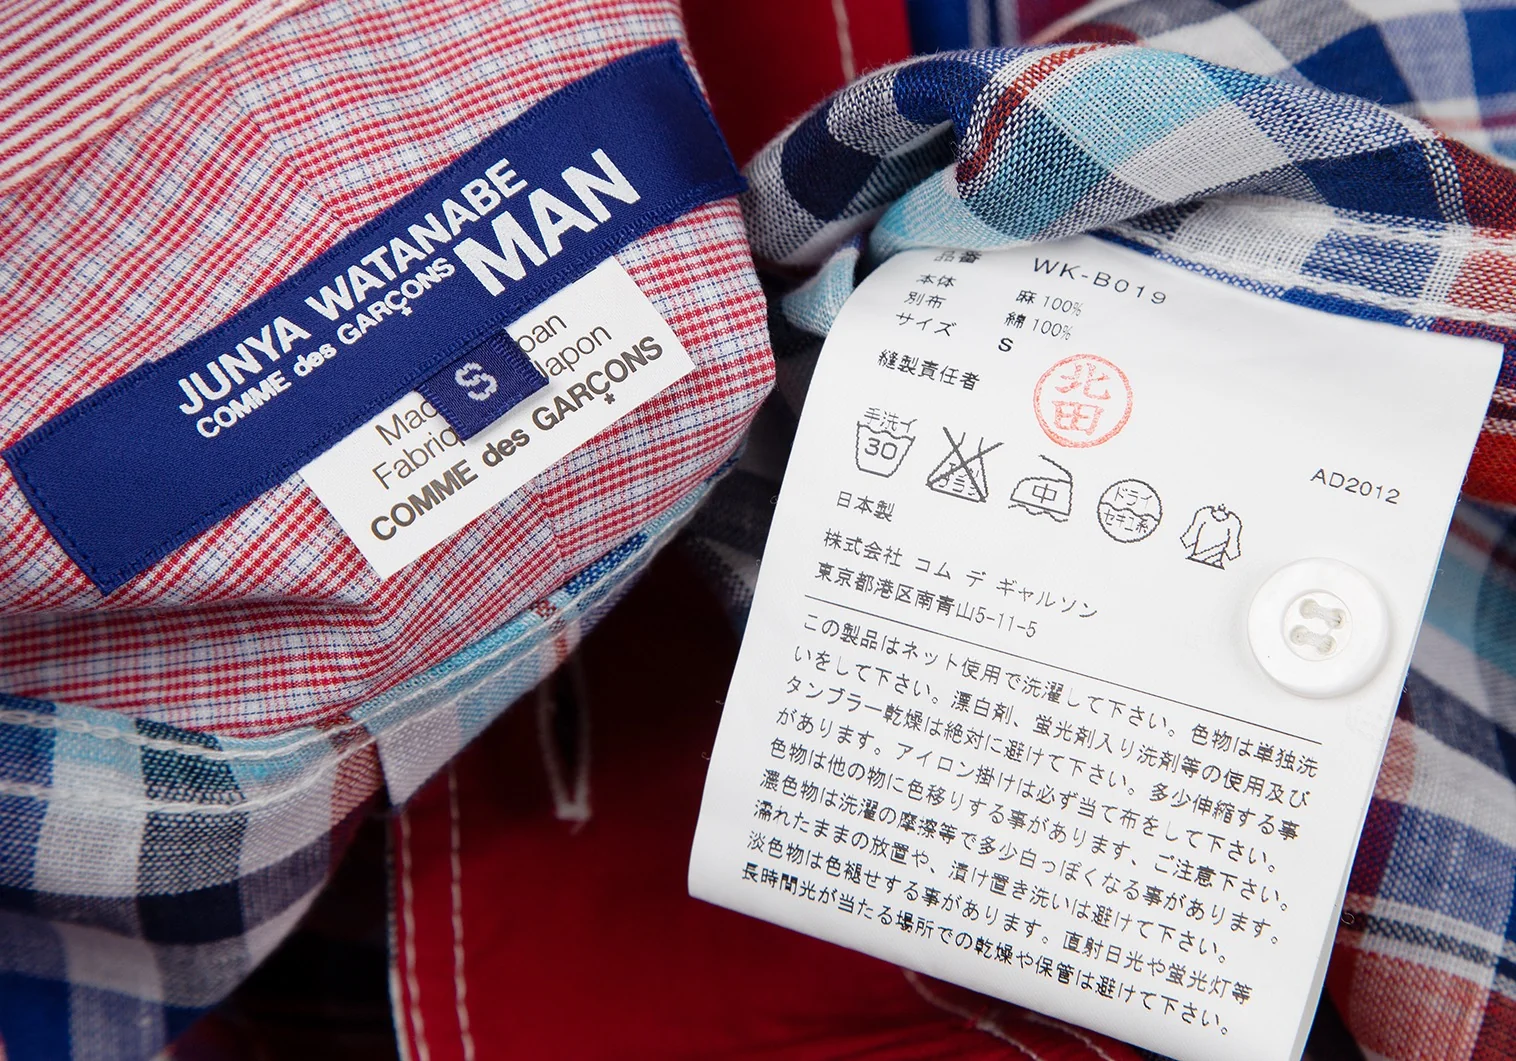 JUNYA WATANABE
COMME des GARÇONS MAN
S
pan
Fabriq Japon
COMME des GARÇONS
品番 WK-B019
本体 麻 100%
別布 綿 100%
サイズ S
縫製責任者
北田
手洗イ
30
中
ドライ
セキユ系
AD2012
日本製
株式会社 コム デ ギャルソン
東京都港区南青山5-11-5
この製品はネット使用で洗濯して下さい。色物は単独洗
いをして下さい。漂白剤、蛍光剤入り洗剤等の使用及び
タンブラー乾燥は絶対に避けて下さい。多少伸縮する事
があります。アイロン掛けは必ず当て布をして下さい。
色物は他の物に色移りする事があります、ご注意下さい。
濃色物は洗濯の摩擦等で多少白っぽくなる事があります。
濡れたままの放置や、漬け置き洗いは避けて下さい。
淡色物は色褪せする事があります。直射日光や蛍光灯等
長時間光が当たる場所での乾燥や保管は避けて下さい。